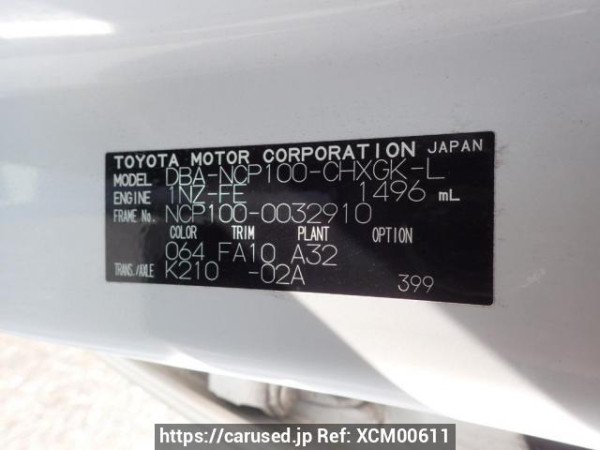 TOYOTA MOTOR CORPORATION JAPAN
MODEL DBA-NCP100-CHXGK-L
ENGINE 1NZ-FE 1496 mL
FRAME No. NCP100-0032910
COLOR TRIM PLANT OPTION
064 FA10 A32
TRANS./AXLE K210 -02A
399
https://carused.jp Ref: XCM00611